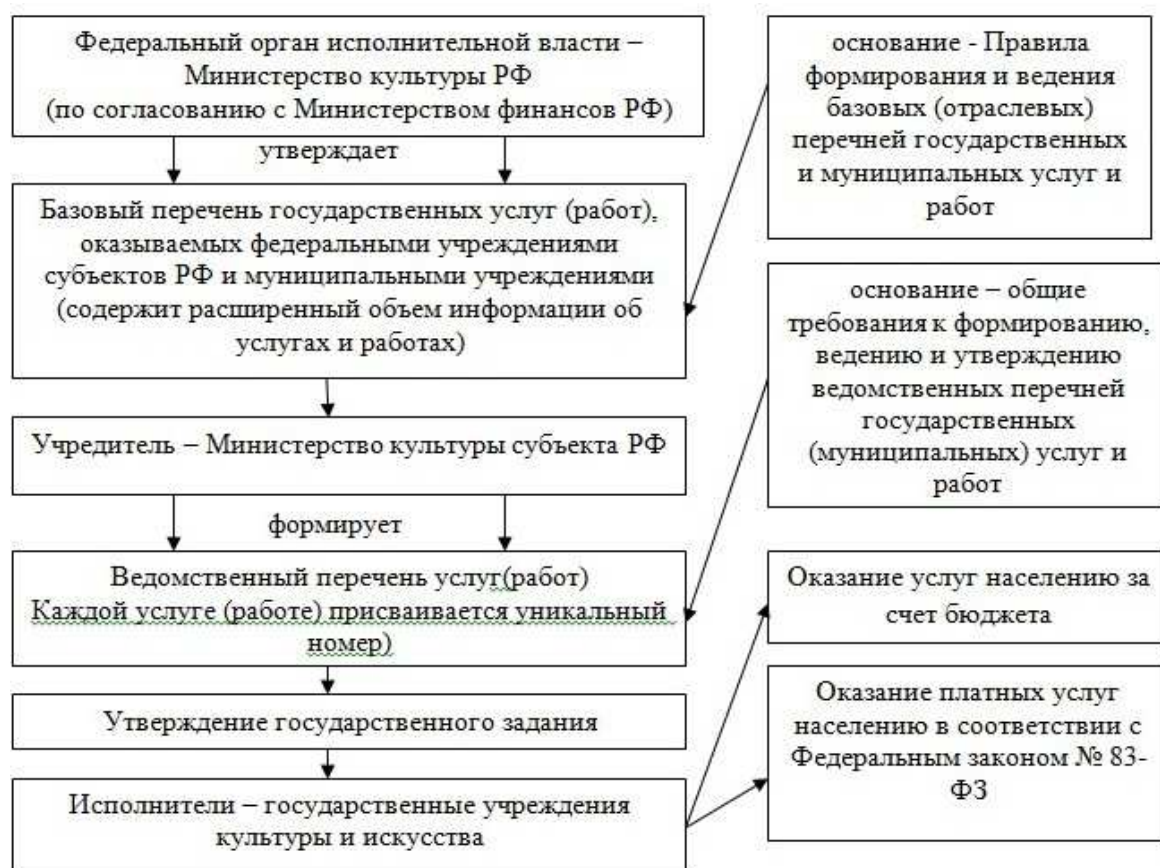 Федеральный орган исполнительной власти –
Министерство культуры РФ
(по согласованию с Министерством финансов РФ)
утверждает
Базовый перечень государственных услуг (работ),
оказываемых федеральными учреждениями
субъектов РФ и муниципальными учреждениями
(содержит расширенный объем информации об
услугах и работах)
Учредитель – Министерство культуры субъекта РФ
формирует
Ведомственный перечень услуг(работ)
Каждой услуге (работе) присваивается уникальный
номер)
Утверждение государственного задания
Исполнители – государственные учреждения
культуры и искусства
основание - Правила
формирования и ведения
базовых (отраслевых)
перечней государственных
и муниципальных услуг и
работ
основание – общие
требования к формированию,
ведению и утверждению
ведомственных перечней
государственных
(муниципальных) услуг и
работ
Оказание услуг населению за
счет бюджета
Оказание платных услуг
населению в соответствии с
Федеральным законом № 83-
ФЗ